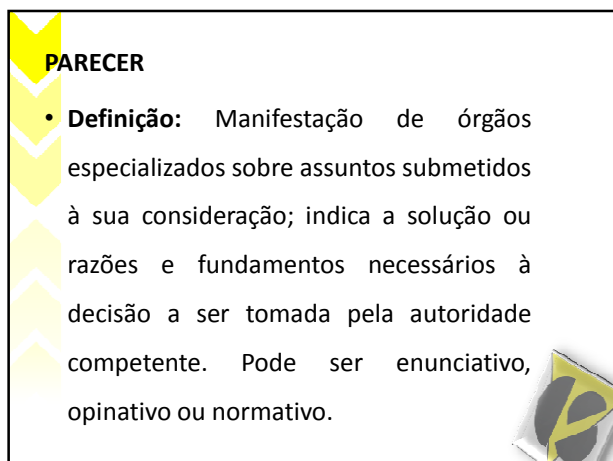 PARECER
• Definição: Manifestação de órgãos
especializados sobre assuntos submetidos
à sua consideração; indica a solução ou
razões e fundamentos necessários à
decisão a ser tomada pela autoridade
competente. Pode ser enunciativo,
opinativo ou normativo.